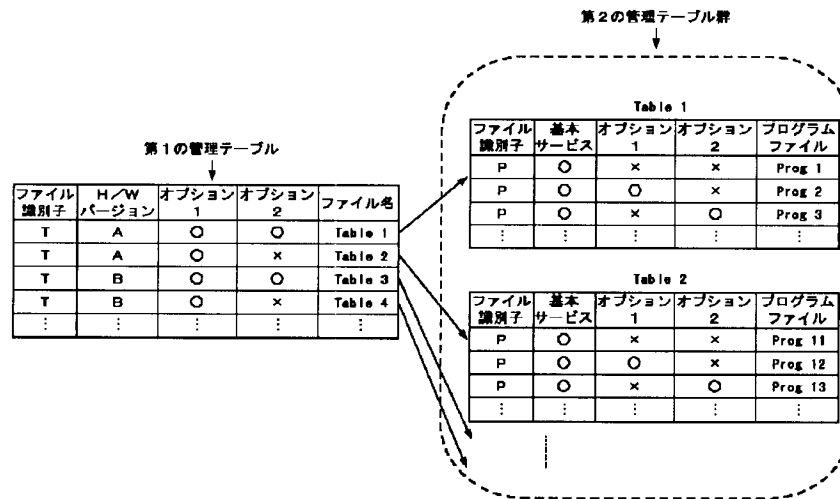 第2の管理テーブル群
第1の管理テーブル
ファイル識別子 H/Wバージョン オプション1 オプション2 ファイル名
T A ○ ○ Table 1
T A ○ × Table 2
T B ○ ○ Table 3
T B ○ × Table 4
⋮ ⋮ ⋮ ⋮ ⋮
Table 1
ファイル識別子 基本サービス オプション1 オプション2 プログラムファイル
P ○ × × Prog 1
P ○ ○ × Prog 2
P ○ × ○ Prog 3
⋮ ⋮ ⋮ ⋮ ⋮
Table 2
ファイル識別子 基本サービス オプション1 オプション2 プログラムファイル
P ○ × × Prog 11
P ○ ○ × Prog 12
P ○ × ○ Prog 13
⋮ ⋮ ⋮ ⋮ ⋮